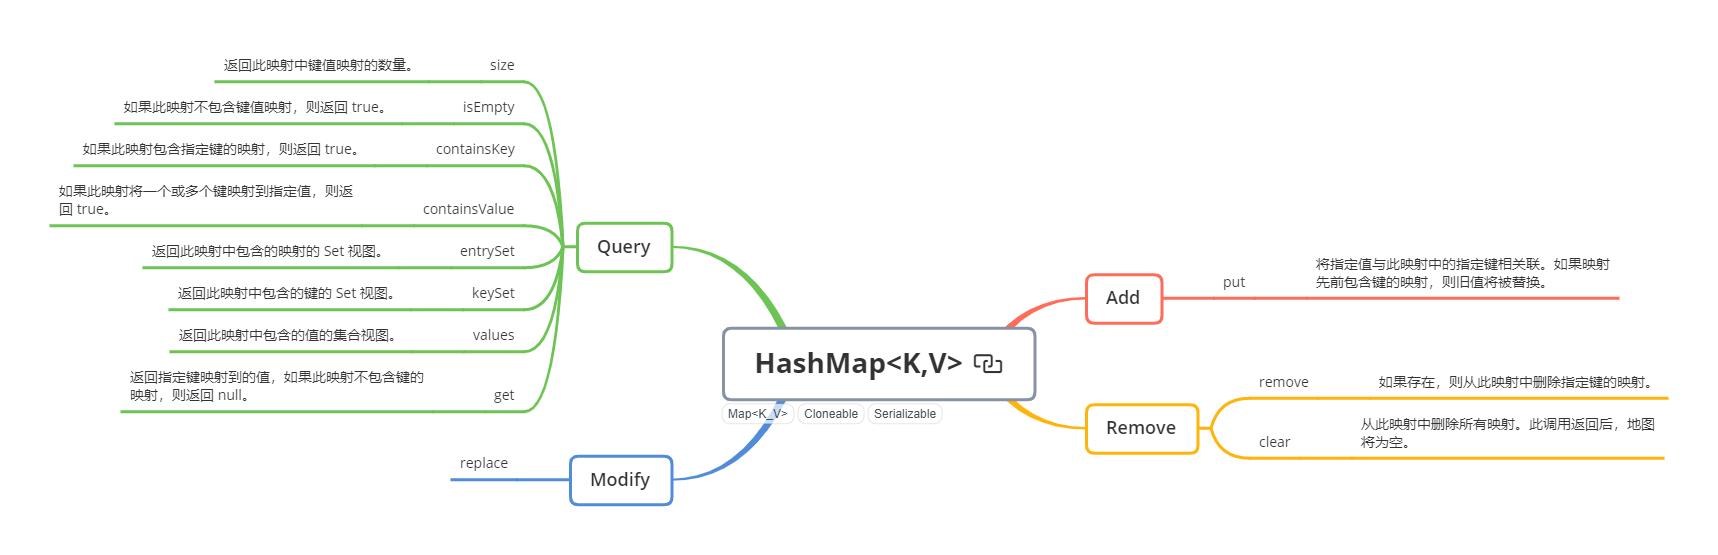 HashMap<K,V>
Map<K_V>
Cloneable
Serializable
Query
size
返回此映射中键值映射的数量。
isEmpty
如果此映射不包含键值映射，则返回 true。
containsKey
如果此映射包含指定键的映射，则返回 true。
containsValue
如果此映射将一个或多个键映射到指定值，则返
回 true。
entrySet
返回此映射中包含的映射的 Set 视图。
keySet
返回此映射中包含的键的 Set 视图。
values
返回此映射中包含的值的集合视图。
get
返回指定键映射到的值，如果此映射不包含键的
映射，则返回 null。
Modify
replace
Add
put
将指定值与此映射中的指定键相关联。如果映射
先前包含键的映射，则旧值将被替换。
Remove
remove
如果存在，则从此映射中删除指定键的映射。
clear
从此映射中删除所有映射。此调用返回后，地图
将为空。